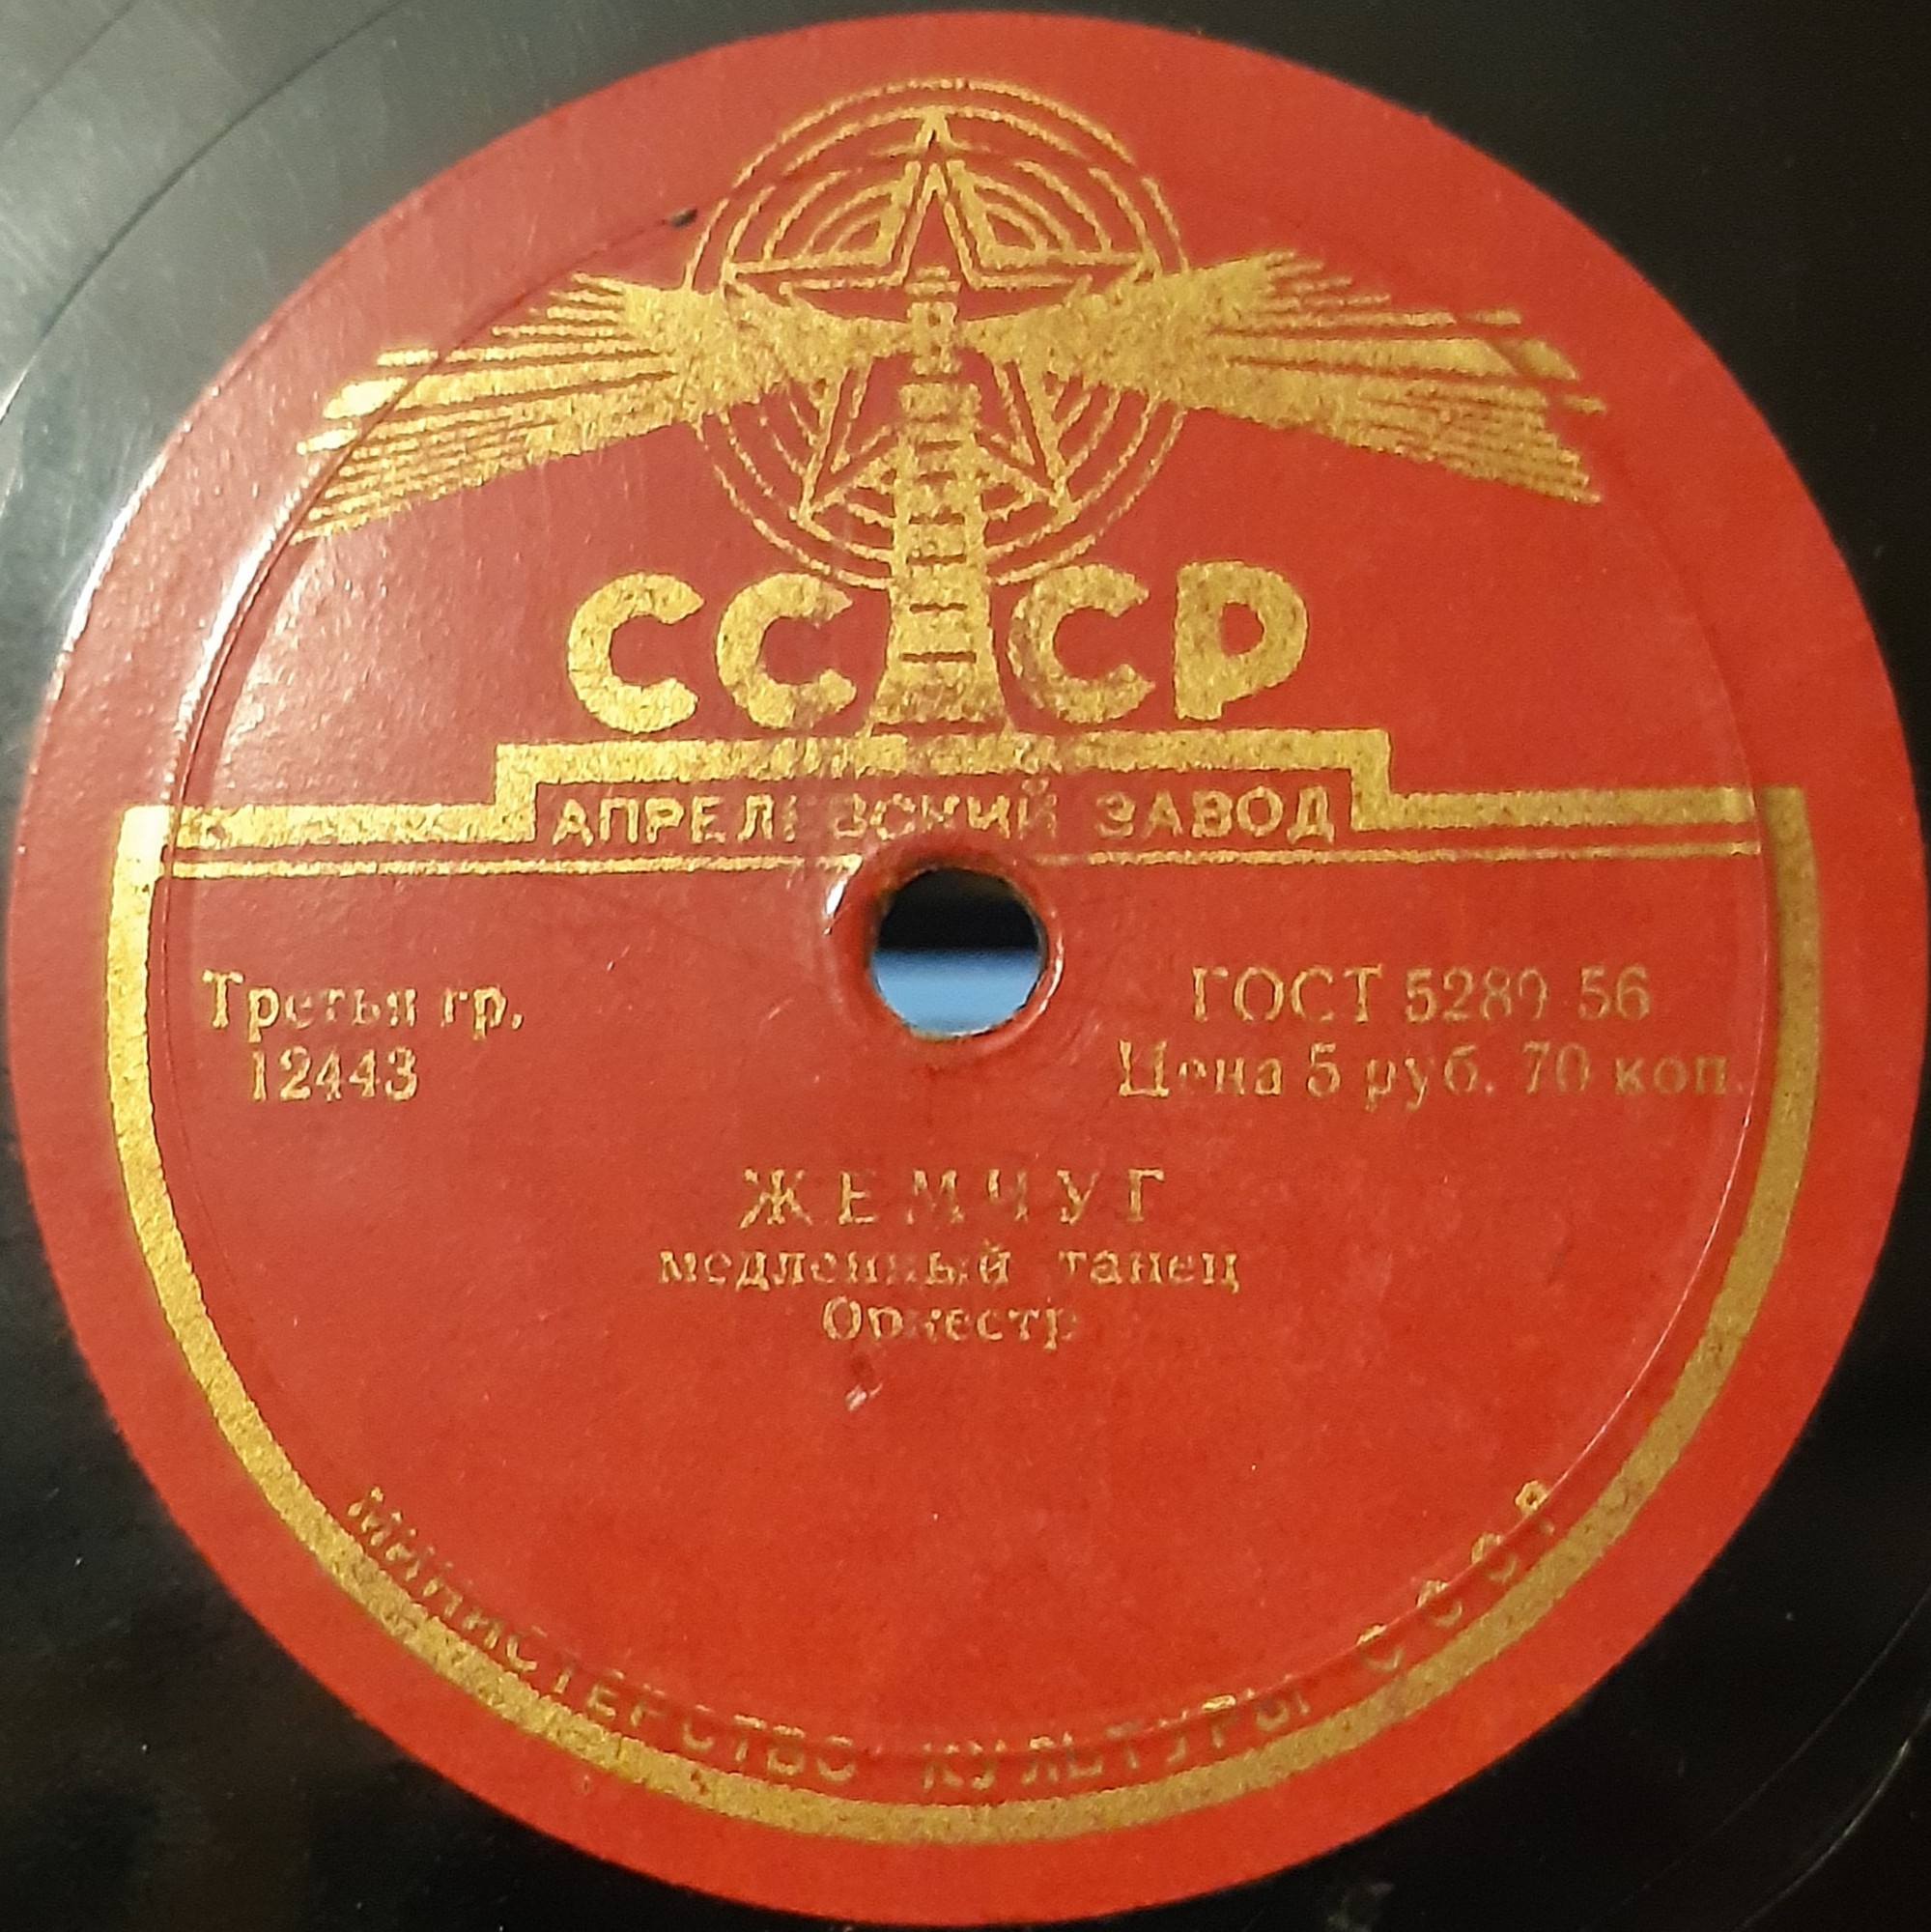 СССР
АПРЕЛЕВСКИЙ ЗАВОД
Третья гр.
12443
ГОСТ 5289-56
Цена 5 руб. 70 коп.
ЖЕМЧУГ
медленный танец
Оркестр
МИНИСТЕРСТВО КУЛЬТУРЫ СССР